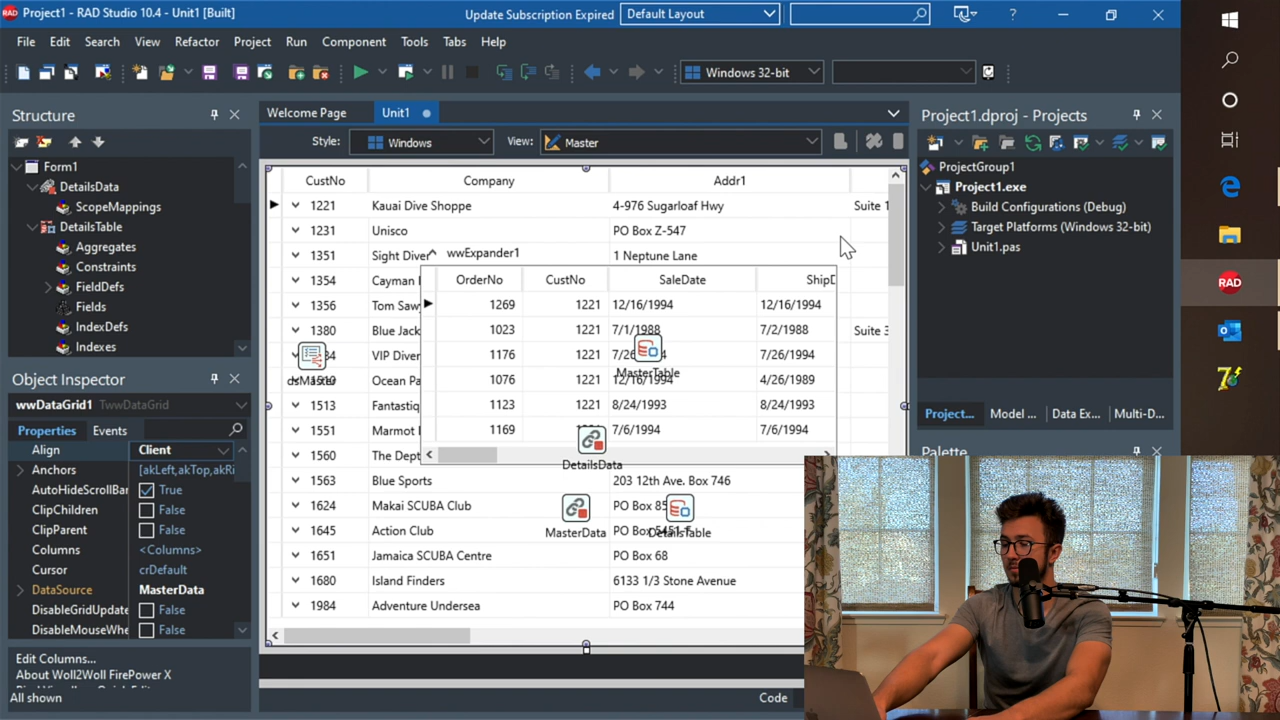 Project1 - RAD Studio 10.4 - Unit1 [Built]
Update Subscription Expired
Default Layout
File Edit Search View Refactor Project Run Component Tools Tabs Help
Windows 32-bit
Structure
Form1
DetailsData
ScopeMappings
DetailsTable
Aggregates
Constraints
FieldDefs
Fields
IndexDefs
Indexes
Object Inspector
wwDataGrid1 TwwDataGrid
Properties Events
Align Client
Anchors [akLeft,akTop,akRi
AutoHideScrollBar True
ClipChildren False
ClipParent False
Columns <Columns>
Cursor crDefault
DataSource MasterData
DisableGridUpdate False
DisableMouseWhe False
Edit Columns...
About Woll2Woll FirePower X
All shown
Welcome Page Unit1
Style: Windows View: Master
CustNo Company Addr1
1221 Kauai Dive Shoppe 4-976 Sugarloaf Hwy Suite 1
1231 Unisco PO Box Z-547
1351 Sight Diver 1 Neptune Lane
1354 Cayman
1356 Tom Saw
1380 Blue Jack Suite 3
VIP Diver
Ocean Pa
1513 Fantastiq
1551 Marmot D
1560 The Dept
1563 Blue Sports 203 12th Ave. Box 746
1624 Makai SCUBA Club PO Box
1645 Action Club PO Box
1651 Jamaica SCUBA Centre PO Box 68
1680 Island Finders 6133 1/3 Stone Avenue
1984 Adventure Undersea PO Box 744
wwExpander1
OrderNo CustNo SaleDate ShipD
1269 1221 12/16/1994 12/16/1994
1023 1221 7/1/1988 7/2/1988
1176 1221 7/26/1994
1076 1221 12/16/1994 4/26/1989
1123 1221 8/24/1993 8/24/1993
1169 7/6/1994 7/6/1994
dsMaster
MasterTable
DetailsData
MasterData
DetailsTable
Code
Project1.dproj - Projects
ProjectGroup1
Project1.exe
Build Configurations (Debug)
Target Platforms (Windows 32-bit)
Unit1.pas
Project... Model ... Data Ex... Multi-D...
Palette
RAD